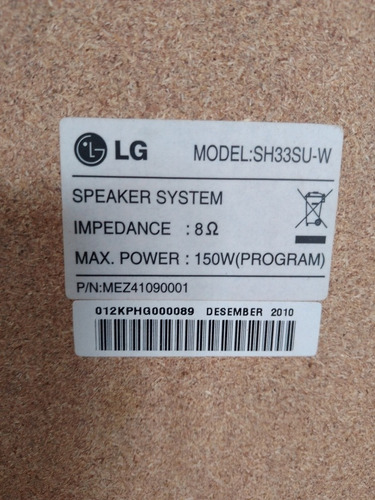 LG MODEL:SH33SU-W
SPEAKER SYSTEM
IMPEDANCE : 8Ω
MAX. POWER : 150W(PROGRAM)
P/N:MEZ41090001
012KPHG000089 DESEMBER 2010